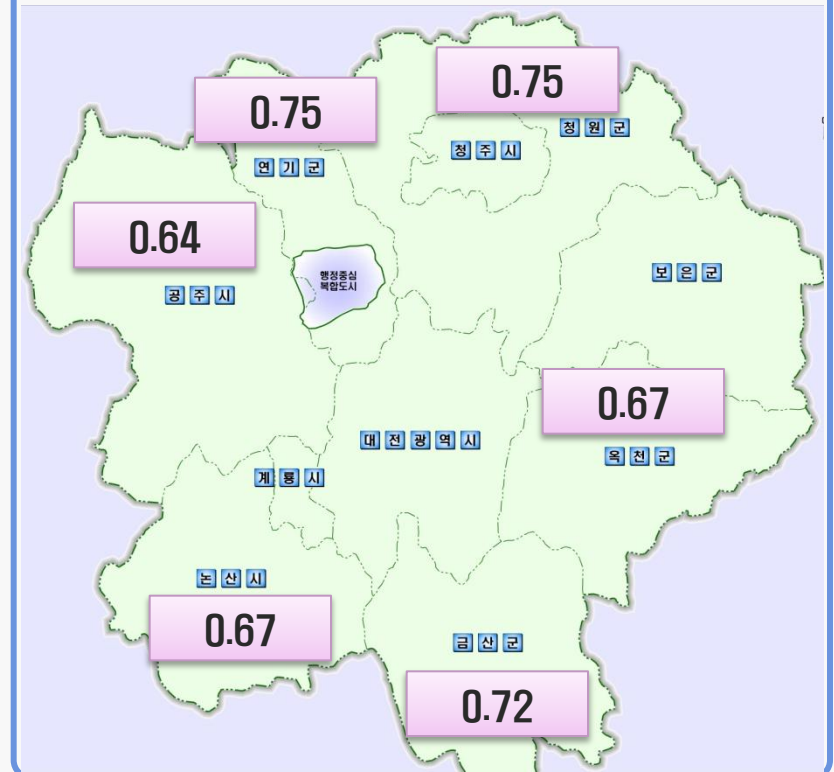 0.75
0.75
청원군
청주시
연기군
0.64
행정중심
복합도시
보은군
공주시
0.67
대전광역시
옥천군
계룡시
논산시
0.67
금산군
0.72